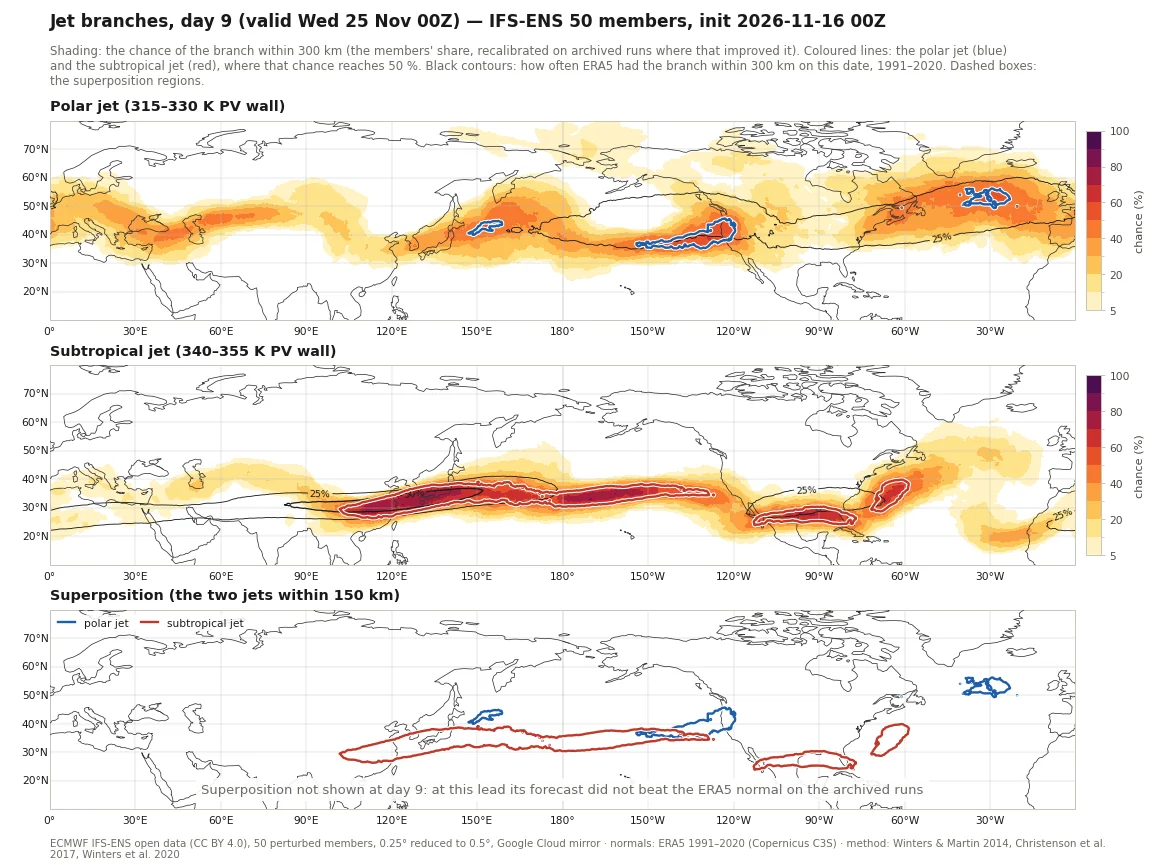 Jet branches, day 9 (valid Wed 25 Nov 00Z) — IFS-ENS 50 members, init 2026-11-16 00Z
Shading: the chance of the branch within 300 km (the members' share, recalibrated on archived runs where that improved it). Coloured lines: the polar jet (blue)
and the subtropical jet (red), where that chance reaches 50 %. Black contours: how often ERA5 had the branch within 300 km on this date, 1991–2020. Dashed boxes:
the superposition regions.
Polar jet (315–330 K PV wall)
70°N
60°N
50°N
40°N
30°N
20°N
25%
0°
30°E
60°E
90°E
120°E
150°E
180°
150°W
120°W
90°W
60°W
30°W
100
80
60
40
20
5
chance (%)
Subtropical jet (340–355 K PV wall)
70°N
60°N
50°N
40°N
30°N
20°N
25%
25%
25%
0°
30°E
60°E
90°E
120°E
150°E
180°
150°W
120°W
90°W
60°W
30°W
100
80
60
40
20
5
chance (%)
Superposition (the two jets within 150 km)
polar jet
subtropical jet
70°N
60°N
50°N
40°N
30°N
20°N
Superposition not shown at day 9: at this lead its forecast did not beat the ERA5 normal on the archived runs
0°
30°E
60°E
90°E
120°E
150°E
180°
150°W
120°W
90°W
60°W
30°W
ECMWF IFS-ENS open data (CC BY 4.0), 50 perturbed members, 0.25° reduced to 0.5°, Google Cloud mirror · normals: ERA5 1991–2020 (Copernicus C3S) · method: Winters & Martin 2014, Christenson et al.
2017, Winters et al. 2020